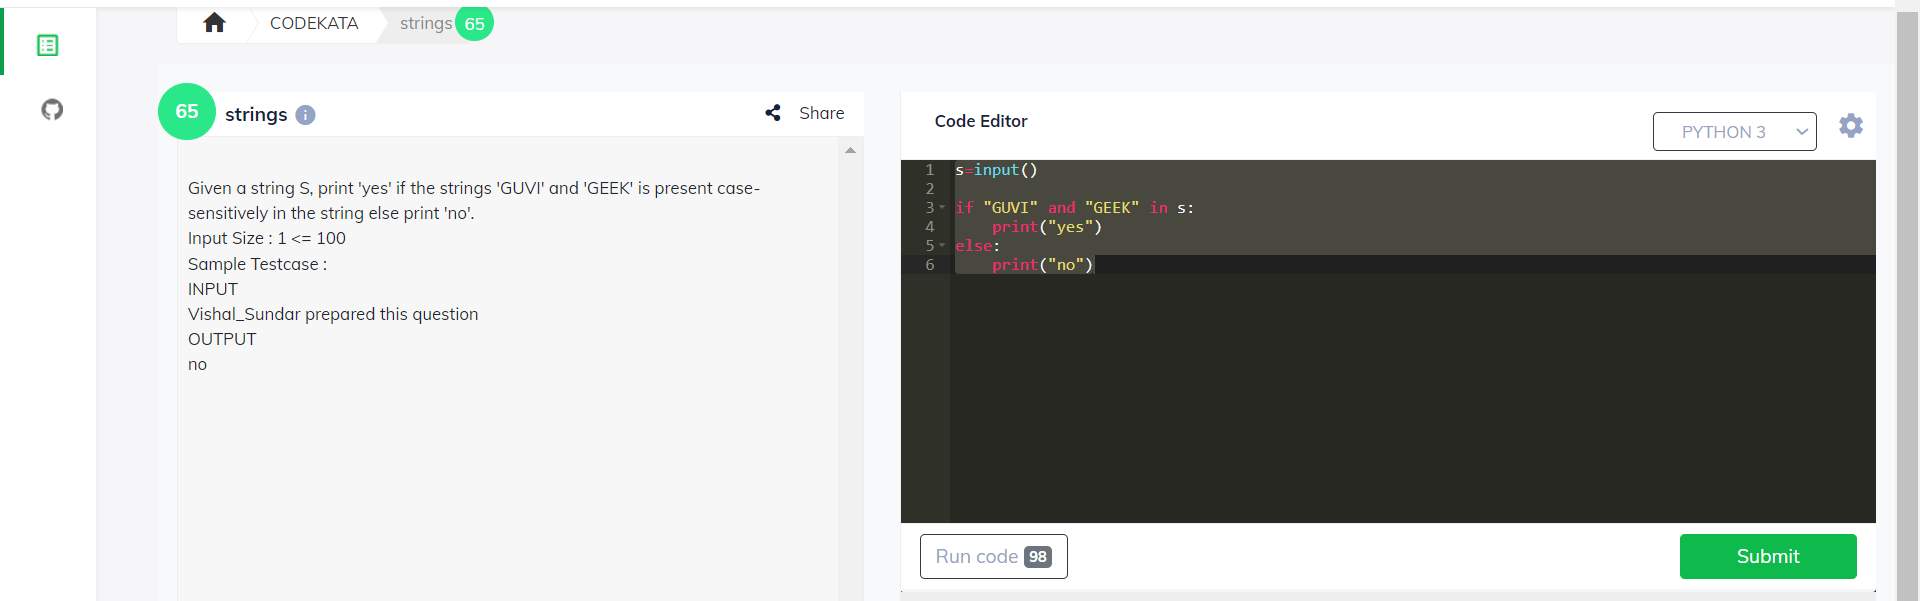 CODEKATA
strings 65
65 strings i
Share
Given a string S, print 'yes' if the strings 'GUVI' and 'GEEK' is present case-
sensitively in the string else print 'no'.
Input Size : 1 <= 100
Sample Testcase :
INPUT
Vishal_Sundar prepared this question
OUTPUT
no
Code Editor
PYTHON 3
1 s=input()
2
3 if "GUVI" and "GEEK" in s:
4     print("yes")
5 else:
6     print("no")
Run code 98
Submit